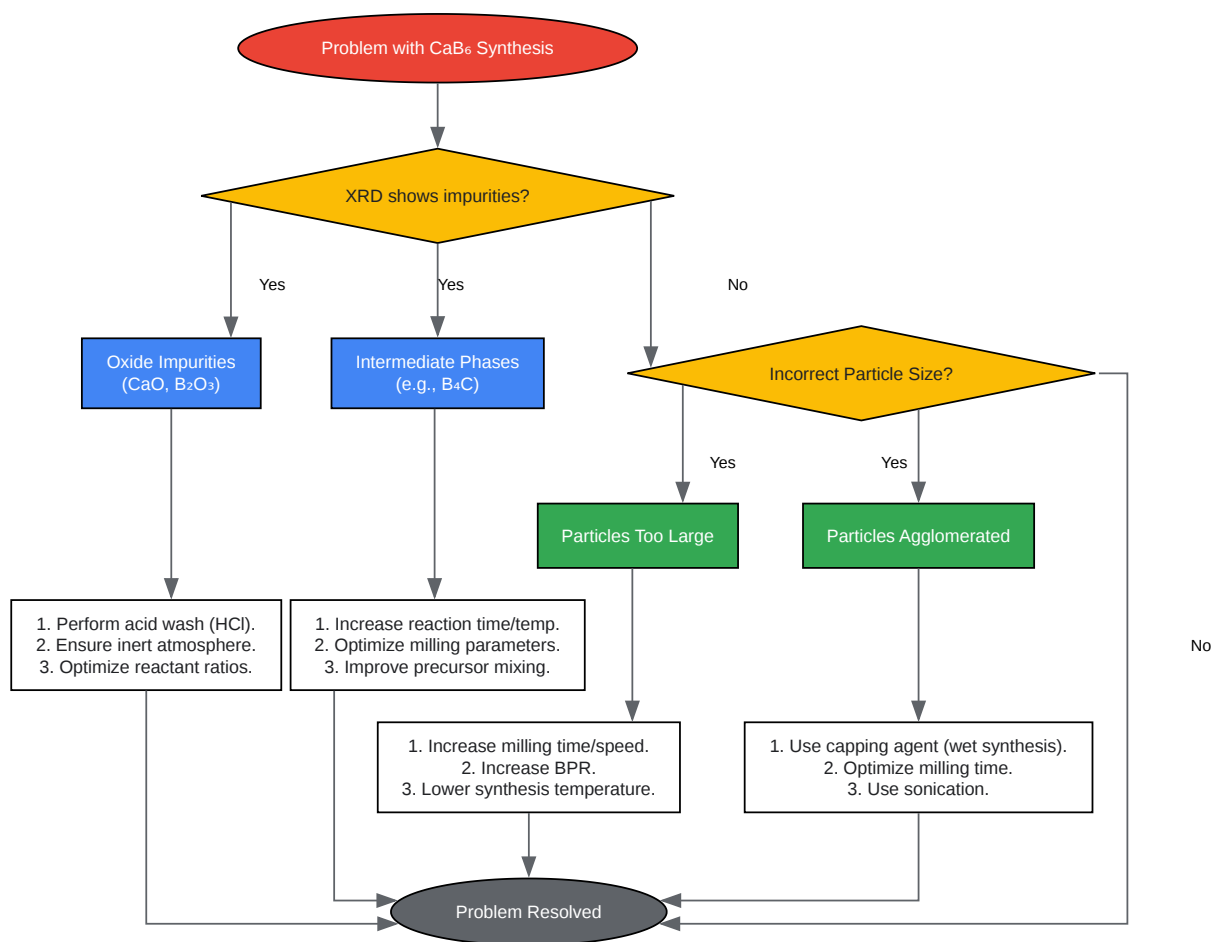 Problem with CaB₆ Synthesis
XRD shows impurities?
Yes
Yes
No
Oxide Impurities
(CaO, B₂O₃)
Intermediate Phases
(e.g., B₄C)
Incorrect Particle Size?
Yes
Yes
Particles Too Large
Particles Agglomerated
1. Perform acid wash (HCl).
2. Ensure inert atmosphere.
3. Optimize reactant ratios.
1. Increase reaction time/temp.
2. Optimize milling parameters.
3. Improve precursor mixing.
No
1. Increase milling time/speed.
2. Increase BPR.
3. Lower synthesis temperature.
1. Use capping agent (wet synthesis).
2. Optimize milling time.
3. Use sonication.
Problem Resolved